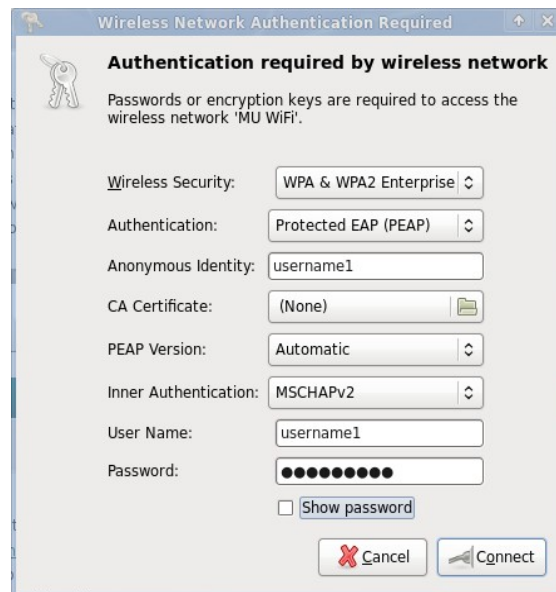 Wireless Network Authentication Required
Authentication required by wireless network
Passwords or encryption keys are required to access the
wireless network 'MU WiFi'.
Wireless Security: WPA & WPA2 Enterprise
Authentication: Protected EAP (PEAP)
Anonymous Identity: username1
CA Certificate: (None)
PEAP Version: Automatic
Inner Authentication: MSCHAPv2
User Name: username1
Password: ●●●●●●●●●
Show password
Cancel Connect